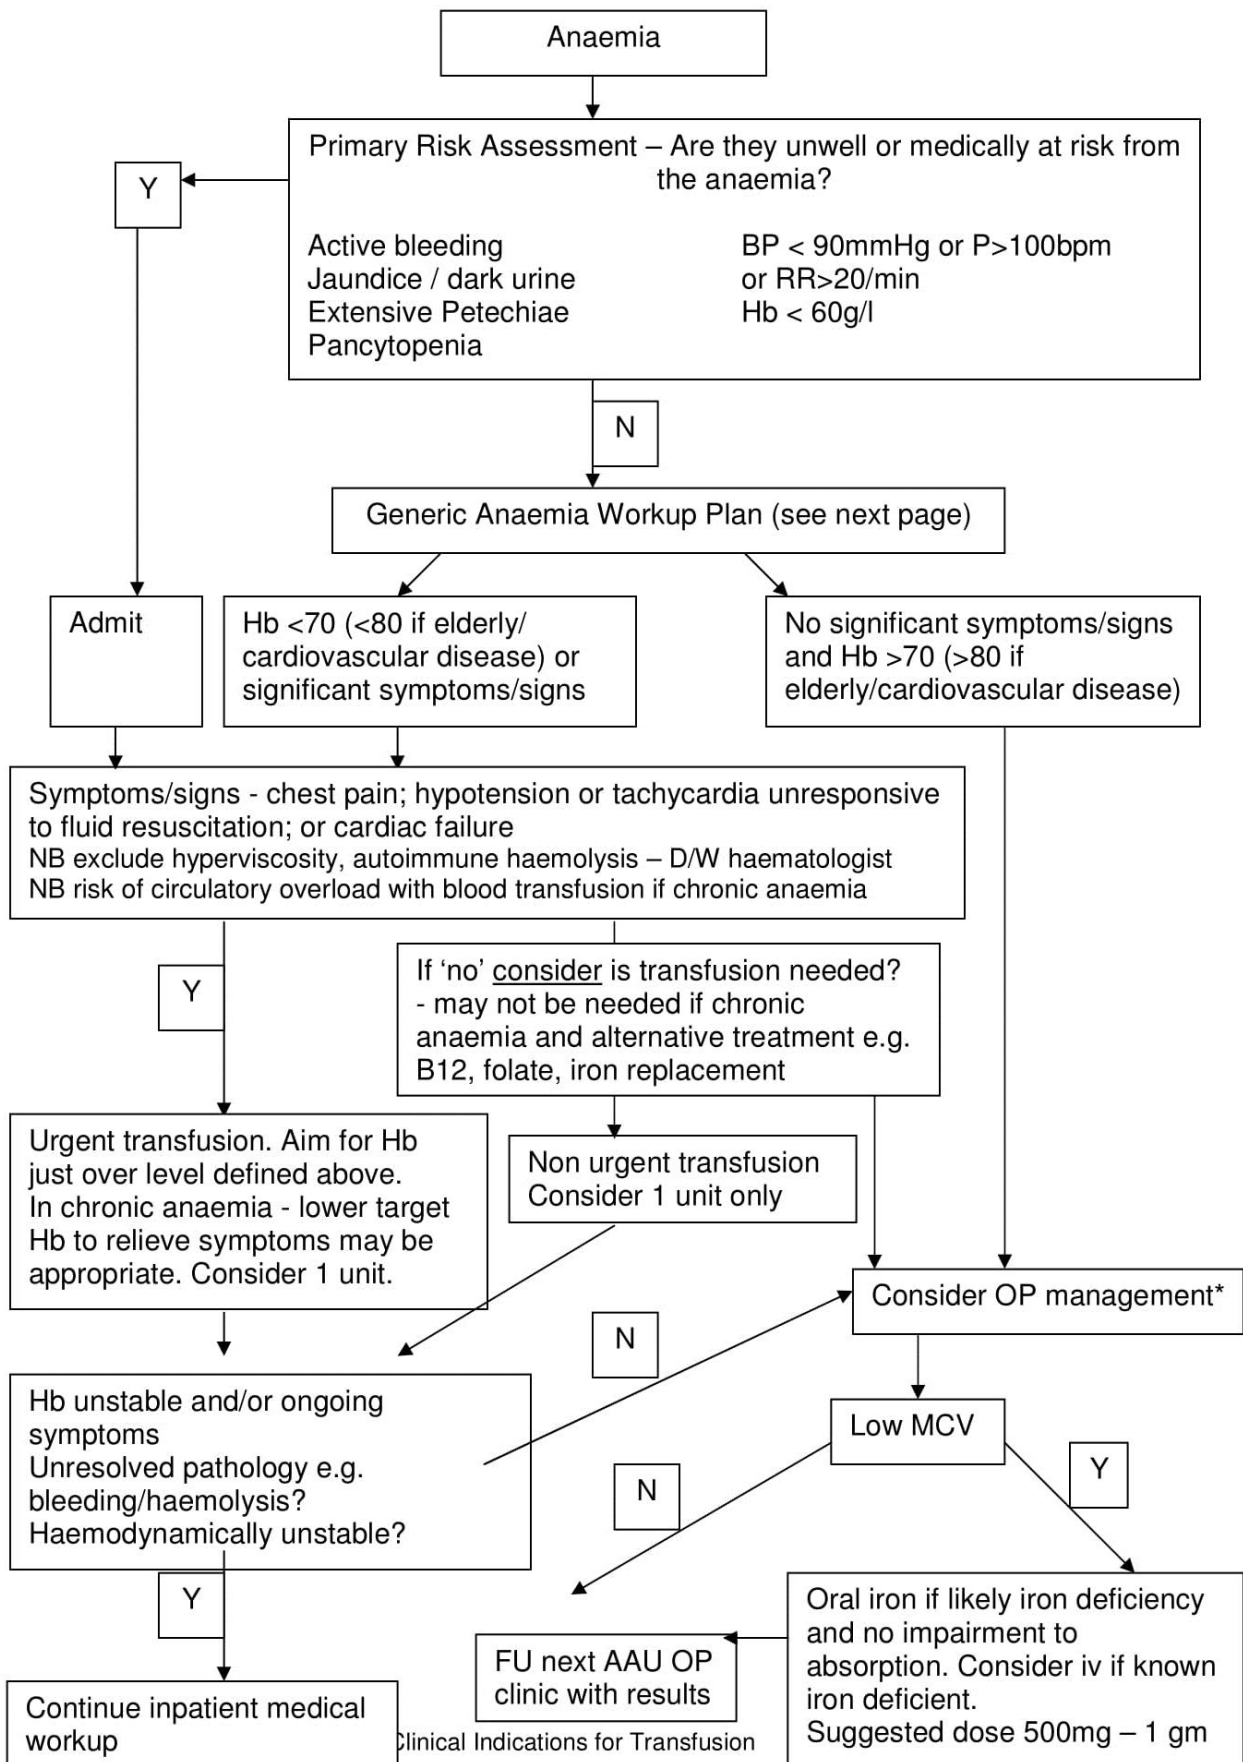 Anaemia
Primary Risk Assessment – Are they unwell or medically at risk from
the anaemia?
Y
Active bleeding
Jaundice / dark urine
Extensive Petechiae
Pancytopenia
BP < 90mmHg or P>100bpm
or RR>20/min
Hb < 60g/l
N
Generic Anaemia Workup Plan (see next page)
Admit
Hb <70 (<80 if elderly/
cardiovascular disease) or
significant symptoms/signs
No significant symptoms/signs
and Hb >70 (>80 if
elderly/cardiovascular disease)
Symptoms/signs - chest pain; hypotension or tachycardia unresponsive
to fluid resuscitation; or cardiac failure
NB exclude hyperviscosity, autoimmune haemolysis – D/W haematologist
NB risk of circulatory overload with blood transfusion if chronic anaemia
Y
If ‘no’ consider is transfusion needed?
- may not be needed if chronic
anaemia and alternative treatment e.g.
B12, folate, iron replacement
Urgent transfusion. Aim for Hb
just over level defined above.
In chronic anaemia - lower target
Hb to relieve symptoms may be
appropriate. Consider 1 unit.
Non urgent transfusion
Consider 1 unit only
Consider OP management*
N
Hb unstable and/or ongoing
symptoms
Unresolved pathology e.g.
bleeding/haemolysis?
Haemodynamically unstable?
Low MCV
N
Y
Y
Oral iron if likely iron deficiency
and no impairment to
absorption. Consider iv if known
iron deficient.
Suggested dose 500mg – 1 gm
FU next AAU OP
clinic with results
Continue inpatient medical
workup
Clinical Indications for Transfusion